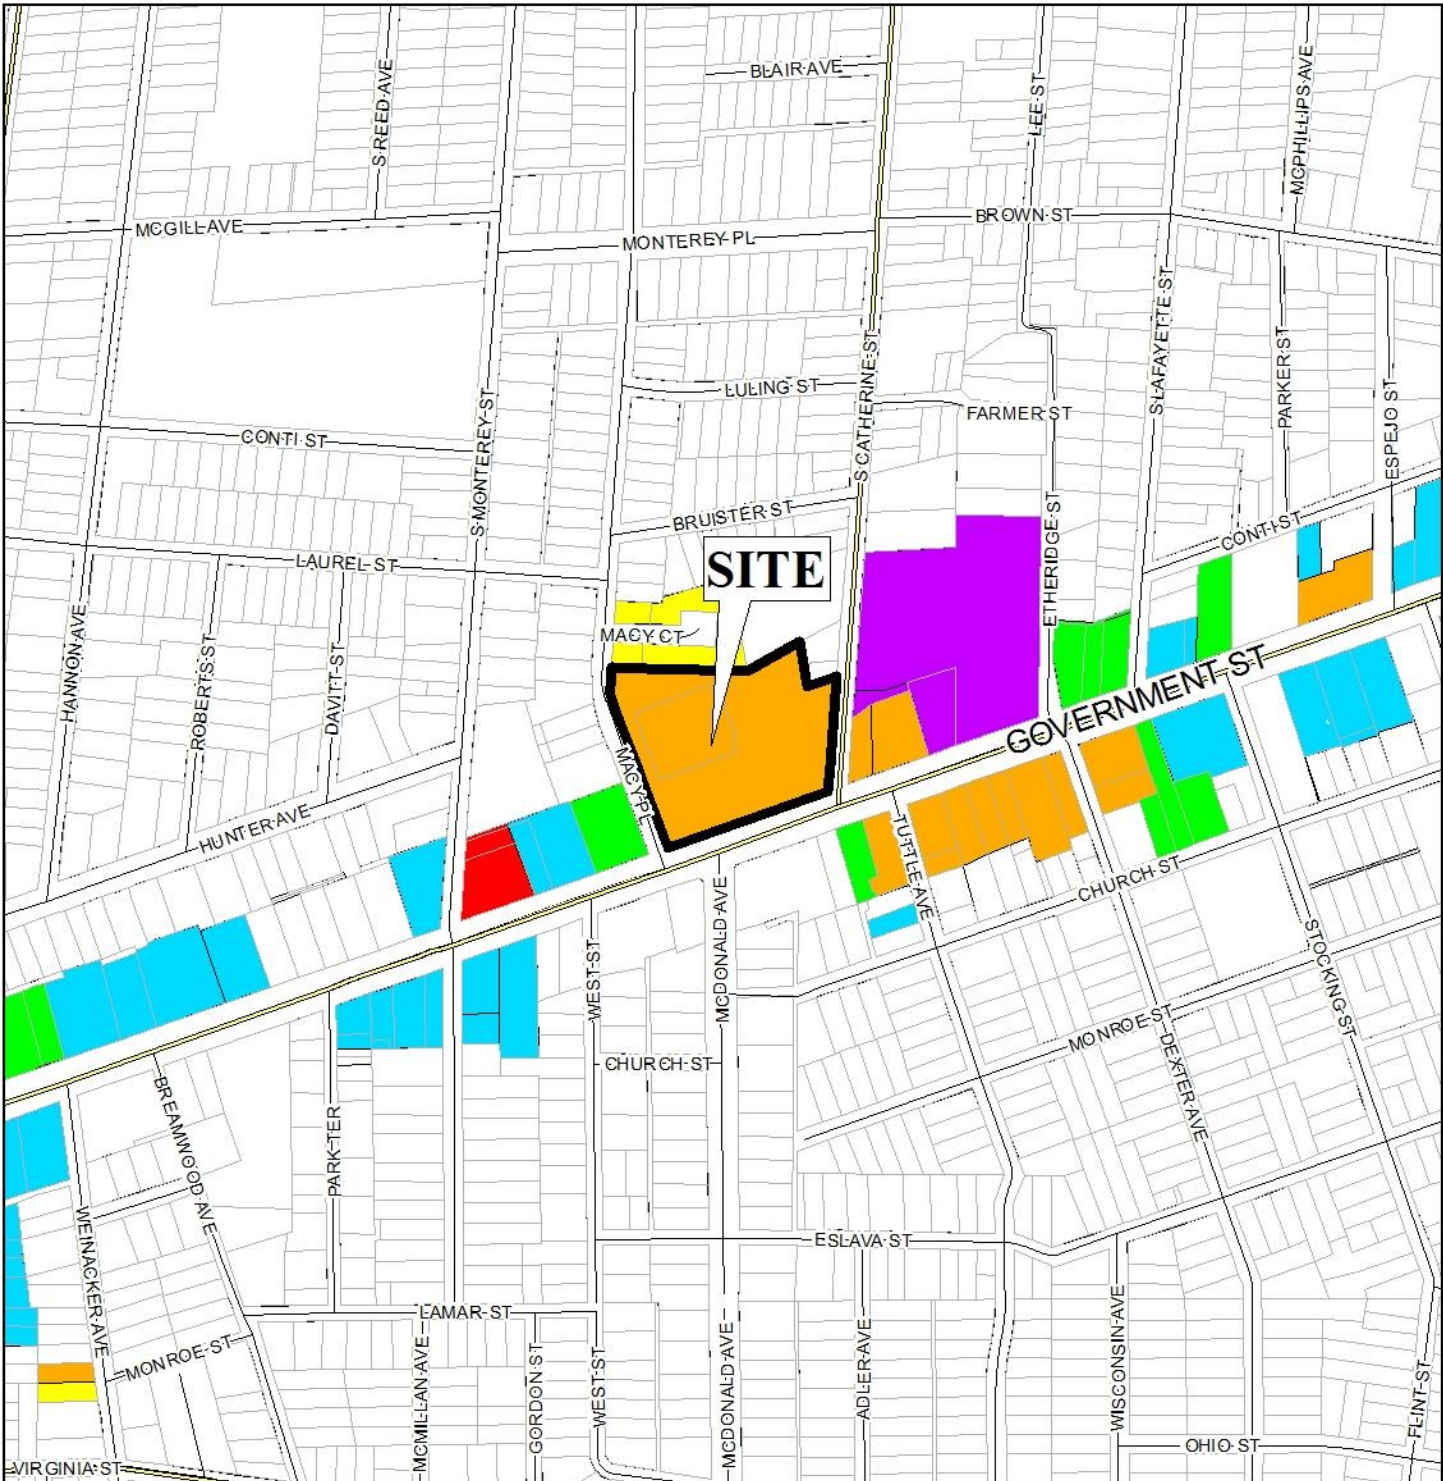 BLAIR AVE
S REED AVE
LEE ST
MCPHILLIPS AVE
MCGILL AVE
MONTEREY PL
BROWN ST
S LAFAYETTE ST
S CATHERINE ST
PARKER ST
ESPEJO ST
LULING ST
FARMER ST
S MONTEREY ST
CONTI ST
BRUISTER ST
CONTI ST
ETHERIDGE ST
LAUREL ST
SITE
HANNON AVE
ROBERTS ST
DAVITT ST
MACY CT
GOVERNMENT ST
MACY PL
HUNTER AVE
TUTTLE AVE
CHURCH ST
MCDONALD AVE
WEST ST
STOCKING ST
MONROE ST
CHURCH ST
DEXTER AVE
BREAMWOOD AVE
PARK TER
WEINACKER AVE
ESLAVA ST
LAMAR ST
MONROE ST
MCMILLAN AVE
GORDON ST
WEST ST
MCDONALD AVE
ADLER AVE
WISCONSIN AVE
FLINT ST
OHIO ST
VIRGINIA ST